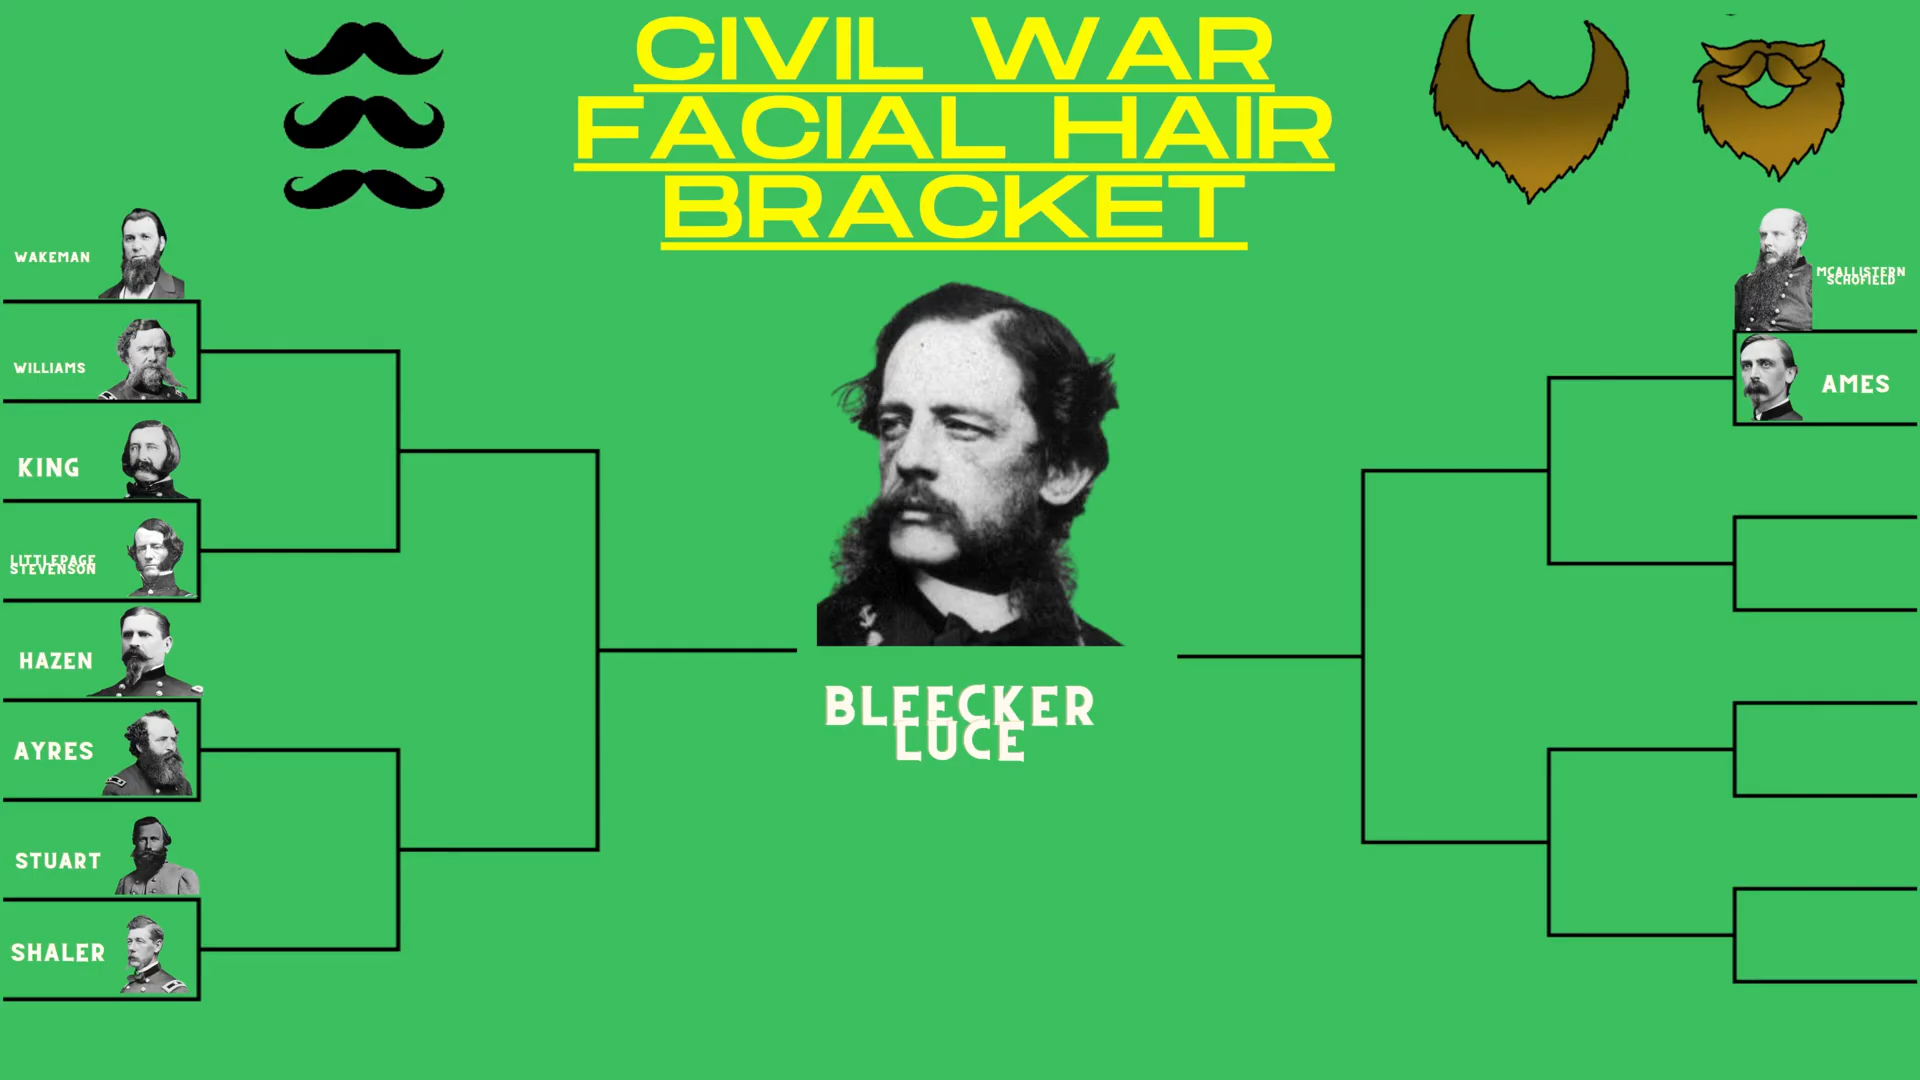 CIVIL WAR
FACIAL HAIR
BRACKET
WAKEMAN
WILLIAMS
KING
LITTLEPAGE
STEVENSON
HAZEN
AYRES
STUART
SHALER
BLEECKER
LUCE
MCALLISTERN
SCHOFIELD
AMES